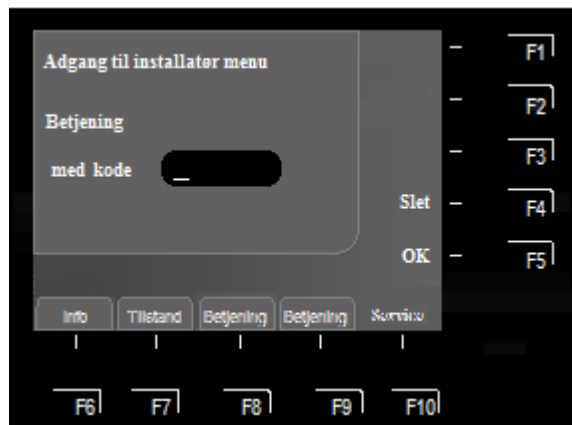 Adgang til installatør menu
F1
F2
Betjening
med kode _
F3
Slet
F4
OK
F5
Info Tilstand Betjening Betjening Service
F6 F7 F8 F9 F10